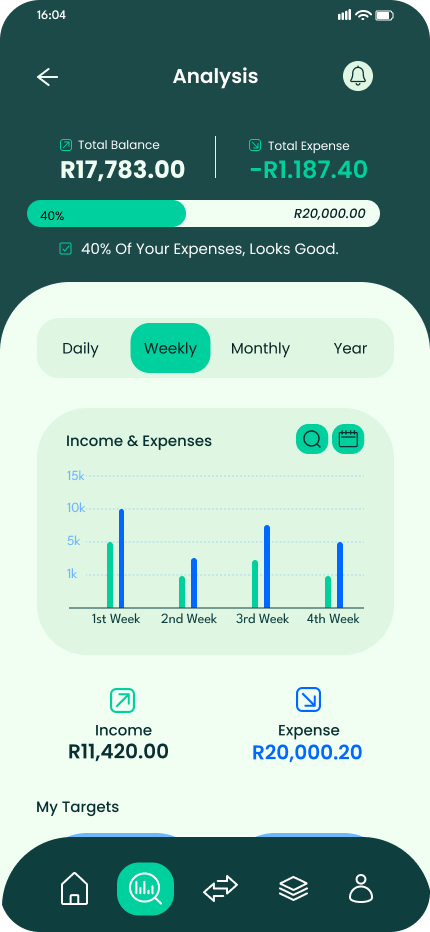 16:04
Analysis
Total Balance
R17,783.00
Total Expense
-R1.187.40
40%
R20,000.00
40% Of Your Expenses, Looks Good.
Daily
Weekly
Monthly
Year
Income & Expenses
15k
10k
5k
1k
1st Week
2nd Week
3rd Week
4th Week
Income
R11,420.00
Expense
R20,000.20
My Targets